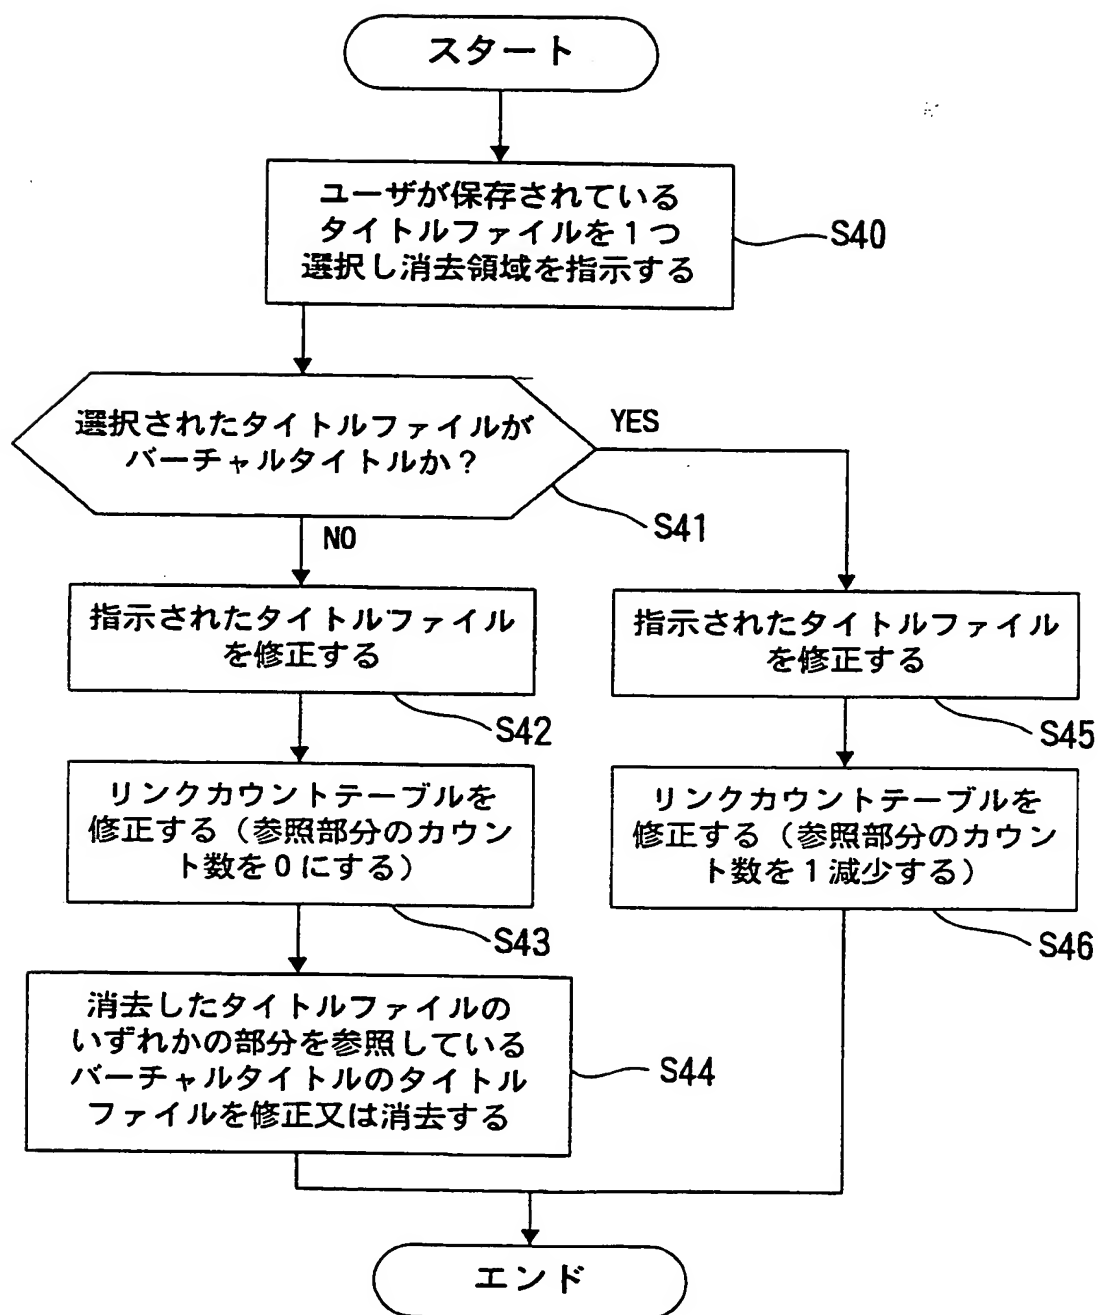 スタート
ユーザが保存されている
タイトルファイルを1つ
選択し消去領域を指示する
S40
選択されたタイトルファイルが
バーチャルタイトルか?
YES
S41
NO
指示されたタイトルファイル
を修正する
S42
指示されたタイトルファイル
を修正する
S45
リンクカウントテーブルを
修正する(参照部分のカウン
ト数を0にする)
S43
リンクカウントテーブルを
修正する(参照部分のカウン
ト数を1減少する)
S46
消去したタイトルファイルの
いずれかの部分を参照している
バーチャルタイトルのタイトル
ファイルを修正又は消去する
S44
エンド